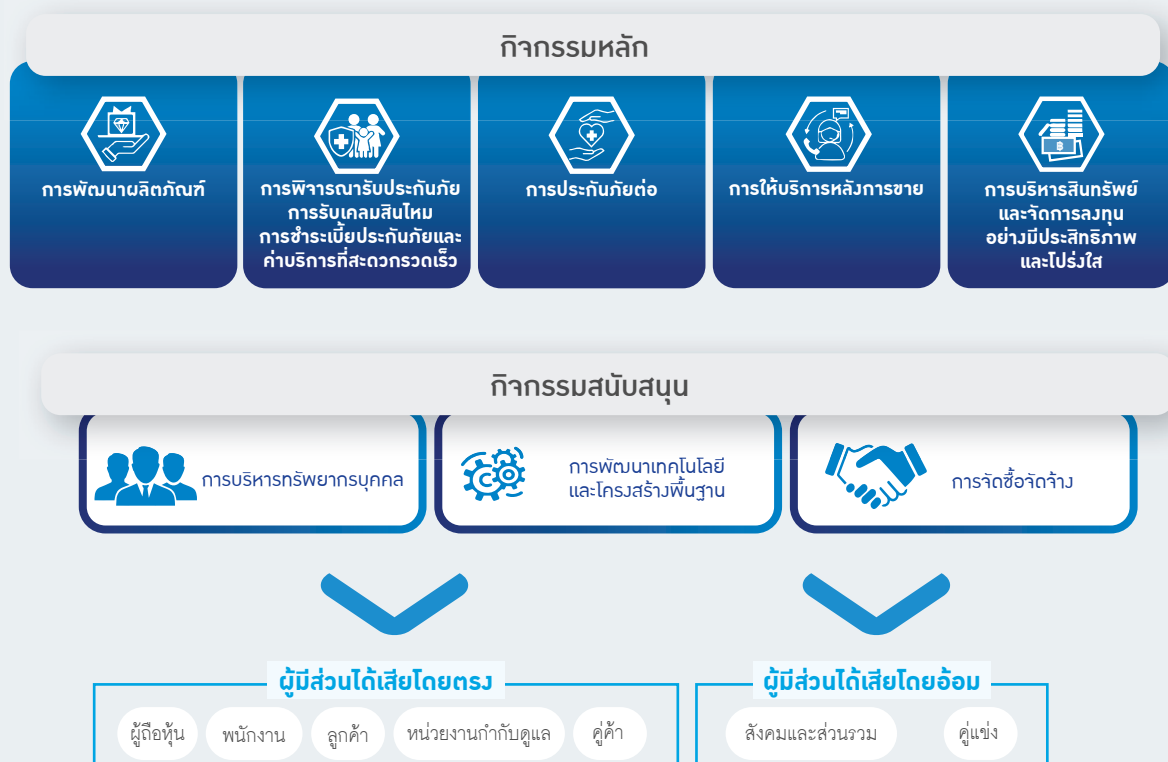 กิจกรรมหลัก
การพัฒนาผลิตภัณฑ์
การพิจารณารับประกันภัย
การรับเคลมสินไหม
การชำระเบี้ยประกันภัยและ
ค่าบริการที่สะดวกรวดเร็ว
การประกันภัยต่อ
การให้บริการหลังการขาย
การบริหารสินทรัพย์
และจัดการลงทุน
อย่างมีประสิทธิภาพ
และโปร่งใส
กิจกรรมสนับสนุน
การบริหารทรัพยากรบุคคล
การพัฒนาเทคโนโลยี
และโครงสร้างพื้นฐาน
การจัดซื้อจัดจ้าง
ผู้มีส่วนได้เสียโดยตรง
ผู้ถือหุ้น พนักงาน ลูกค้า หน่วยงานกำกับดูแล คู่ค้า
ผู้มีส่วนได้เสียโดยอ้อม
สังคมและส่วนรวม คู่แข่ง